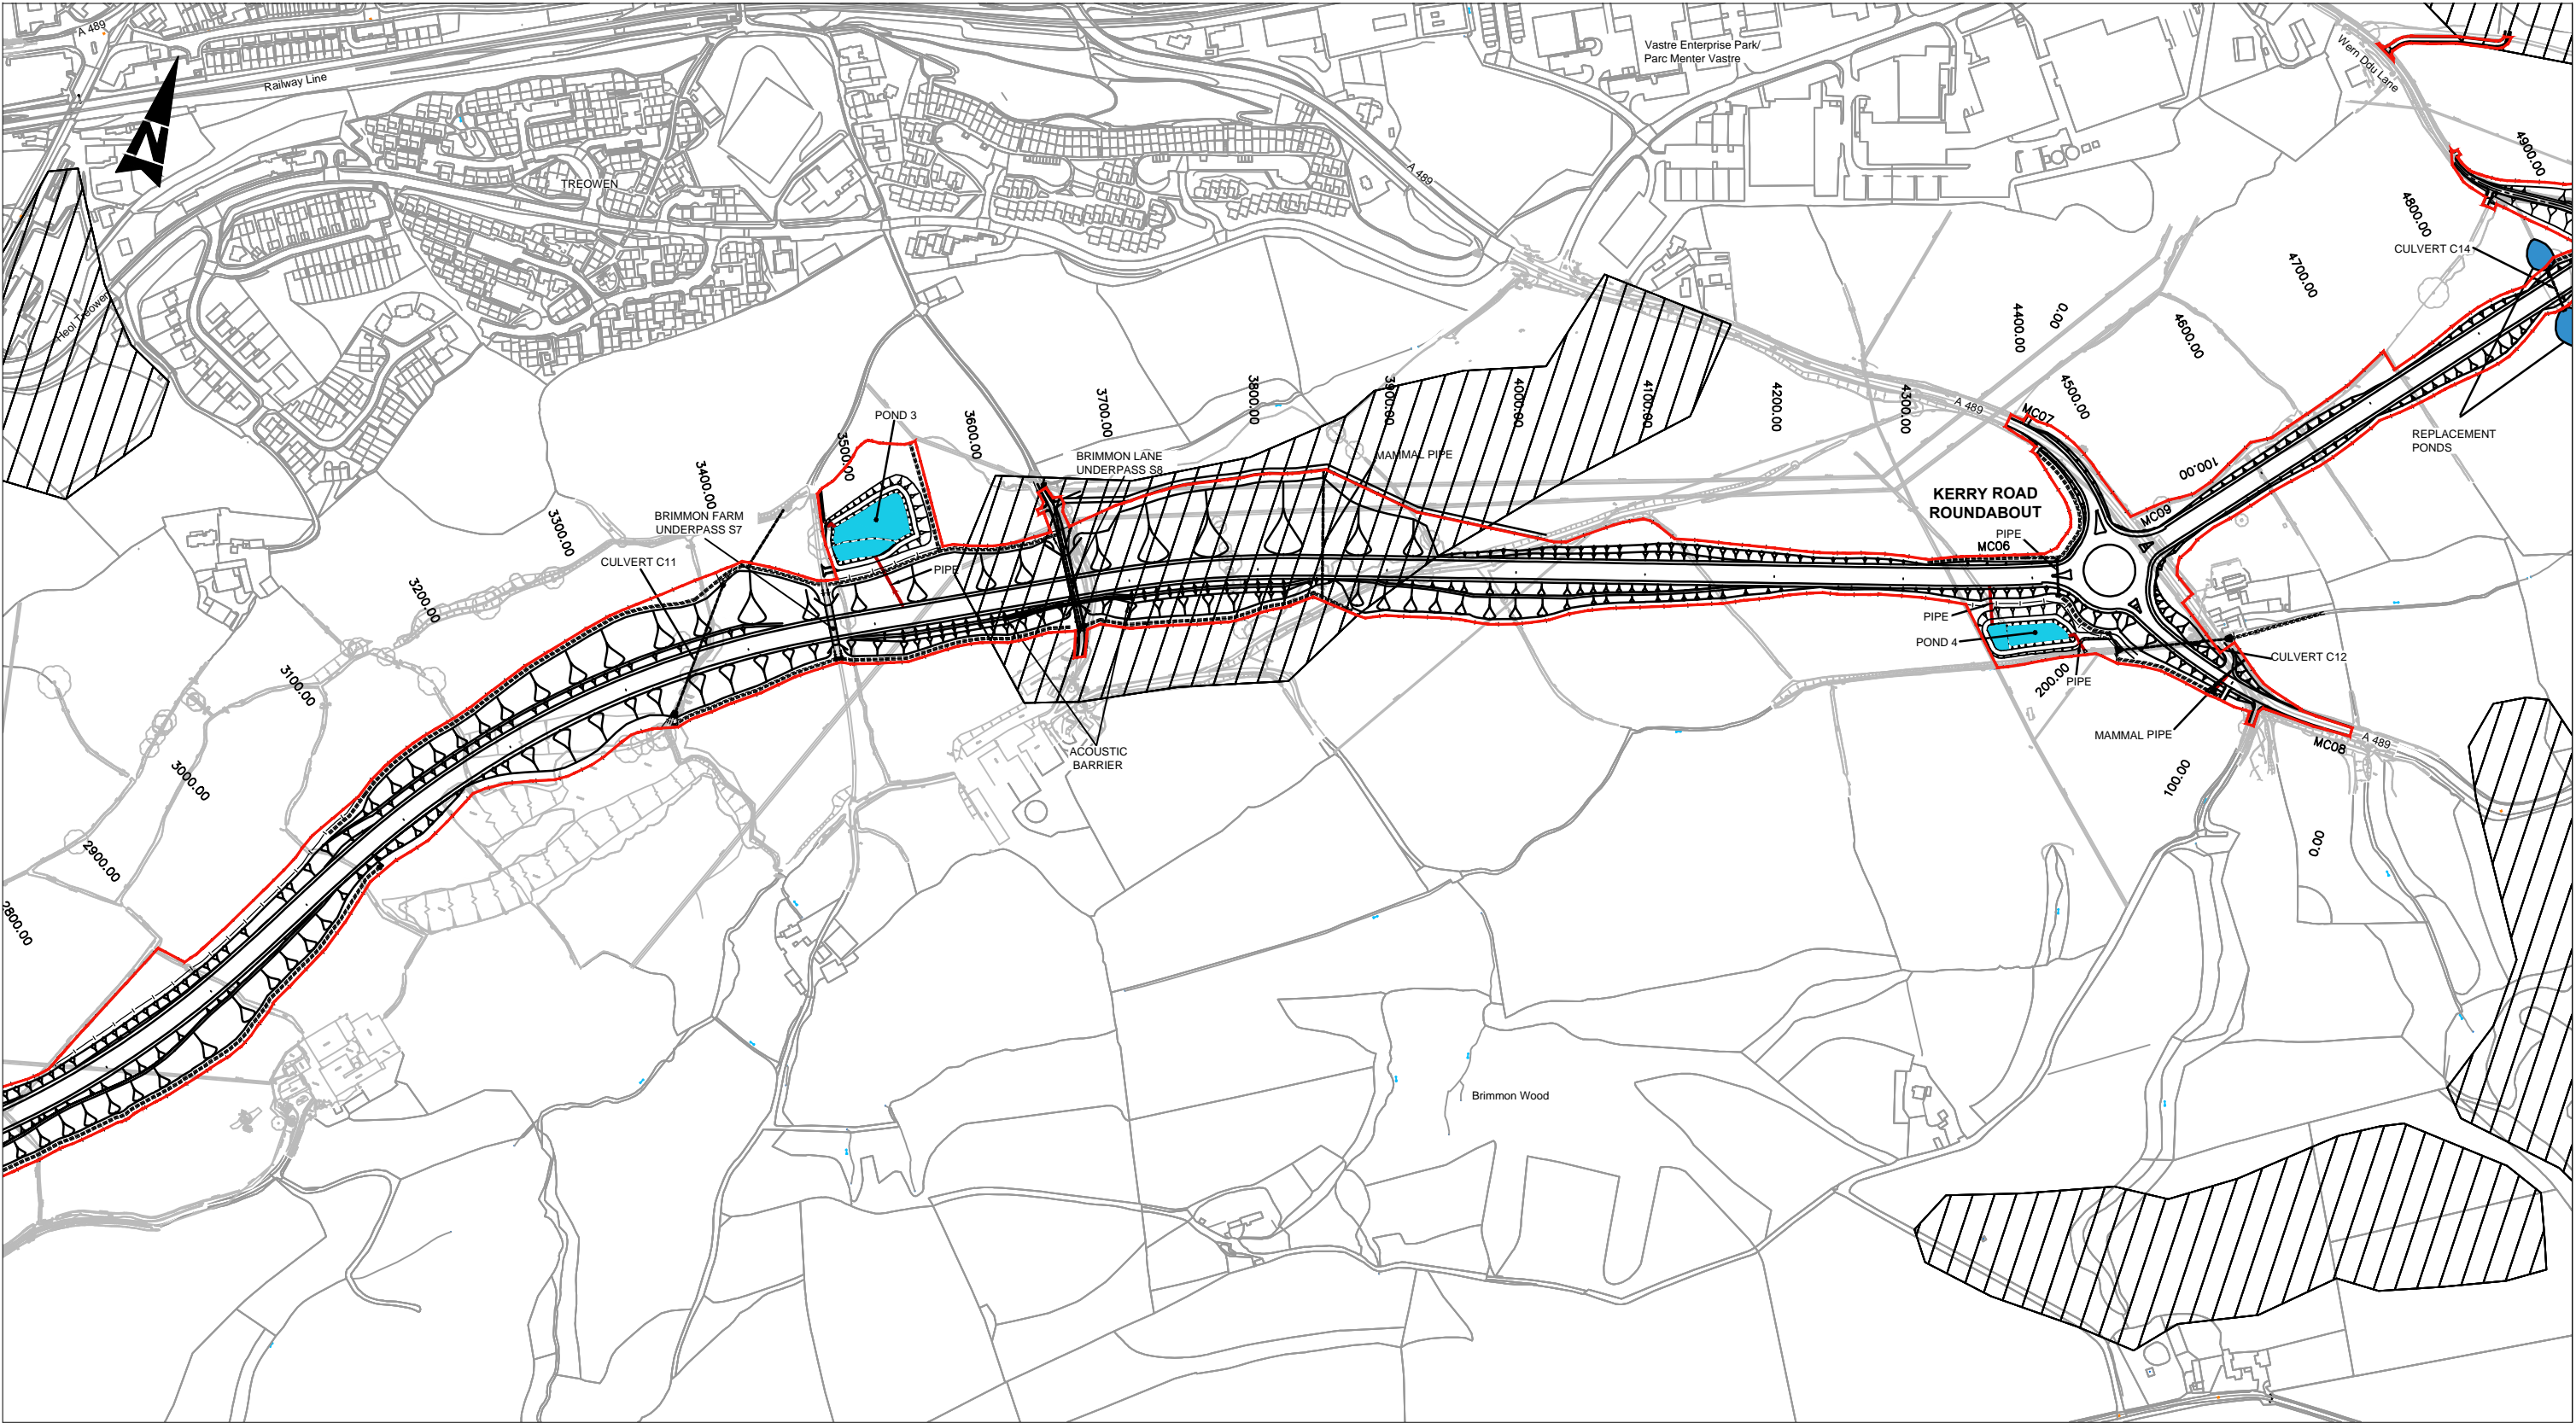 A 489
Railway Line
N
TREOWEN
Heol Treowen
A 489
Vastre Enterprise Park/
Parc Menter Vastre
Wern Ddu Lane
4900.00
4800.00
CULVERT C14
4700.00
4600.00
0.00
4400.00
4500.00
4300.00
4200.00
4100.00
4000.00
3900.00
3800.00
3700.00
3600.00
3500.00
3400.00
3300.00
3200.00
3100.00
3000.00
2900.00
2800.00
POND 3
BRIMMON LANE
UNDERPASS S8
MAMMAL PIPE
A 489
MC07
REPLACEMENT
PONDS
100.00
MC09
KERRY ROAD
ROUNDABOUT
PIPE
MC06
BRIMMON FARM
UNDERPASS S7
CULVERT C11
PIPE
PIPE
POND 4
CULVERT C12
200.00
PIPE
MAMMAL PIPE
A 489
MC08
ACOUSTIC
BARRIER
100.00
0.00
Brimmon Wood